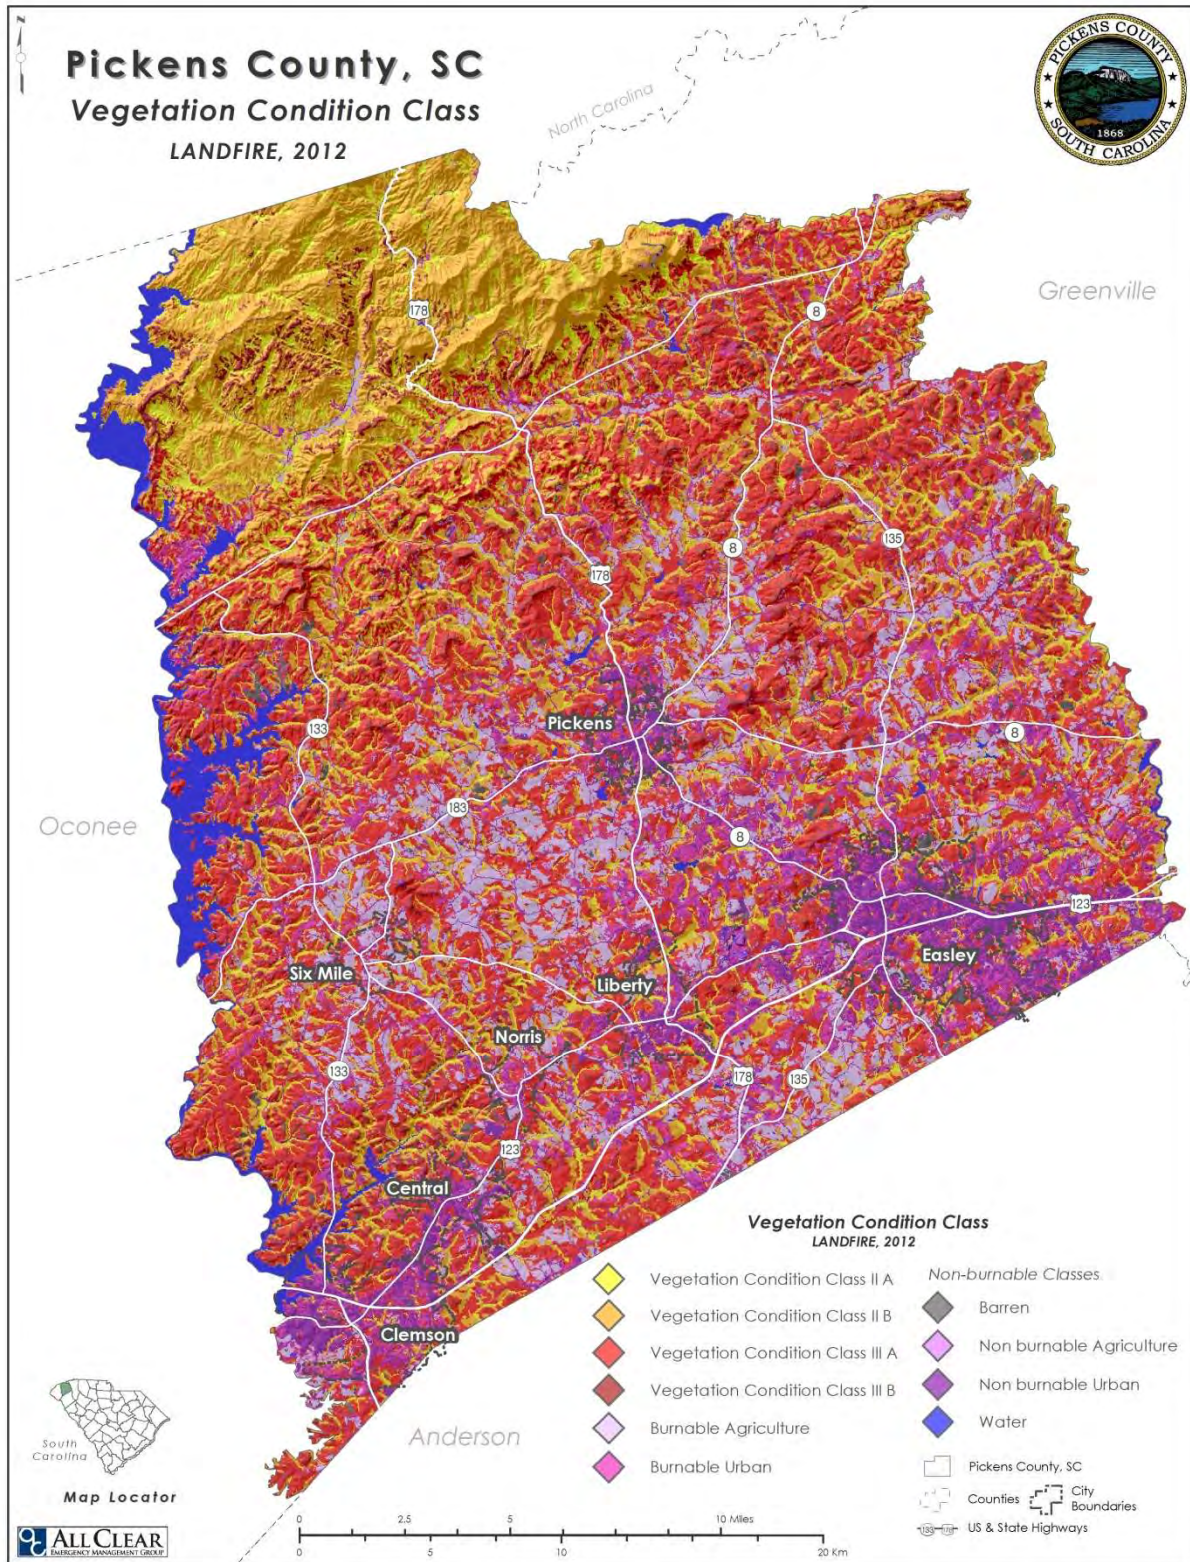 N
Pickens County, SC
Vegetation Condition Class
LANDFIRE, 2012
PICKENS COUNTY
1868
SOUTH CAROLINA
North Carolina
Greenville
178
8
8
135
178
Pickens
133
8
183
8
Oconee
123
Easley
Six Mile
Liberty
Norris
133
178
135
123
Central
Clemson
Anderson
Vegetation Condition Class
LANDFIRE, 2012
Vegetation Condition Class II A
Vegetation Condition Class II B
Vegetation Condition Class III A
Vegetation Condition Class III B
Burnable Agriculture
Burnable Urban
Non-burnable Classes
Barren
Non burnable Agriculture
Non burnable Urban
Water
Pickens County, SC
Counties
City
Boundaries
US & State Highways
South
Carolina
Map Locator
ALL CLEAR
EMERGENCY MANAGEMENT GROUP
0 2.5 5 10 Miles
0 5 10 20 Km